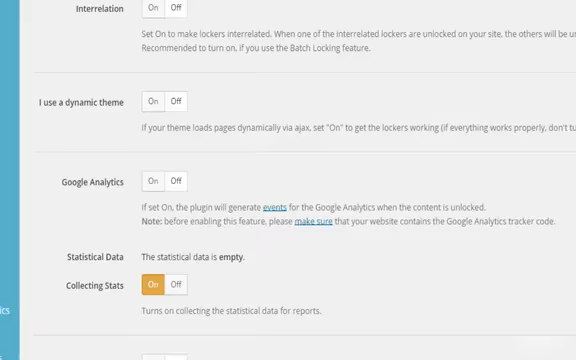 Interrelation On Off
Set On to make lockers interrelated. When one of the interrelated lockers are unlocked on your site, the others will be
Recommended to turn on, if you use the Batch Locking feature.
I use a dynamic theme On Off
If your theme loads pages dynamically via ajax, set "On" to get the lockers working (if everything works properly, don't
Google Analytics On Off
If set On, the plugin will generate events for the Google Analytics when the content is unlocked.
Note: before enabling this feature, please make sure that your website contains the Google Analytics tracker code.
Statistical Data The statistical data is empty.
Collecting Stats On Off
ics
Turns on collecting the statistical data for reports.